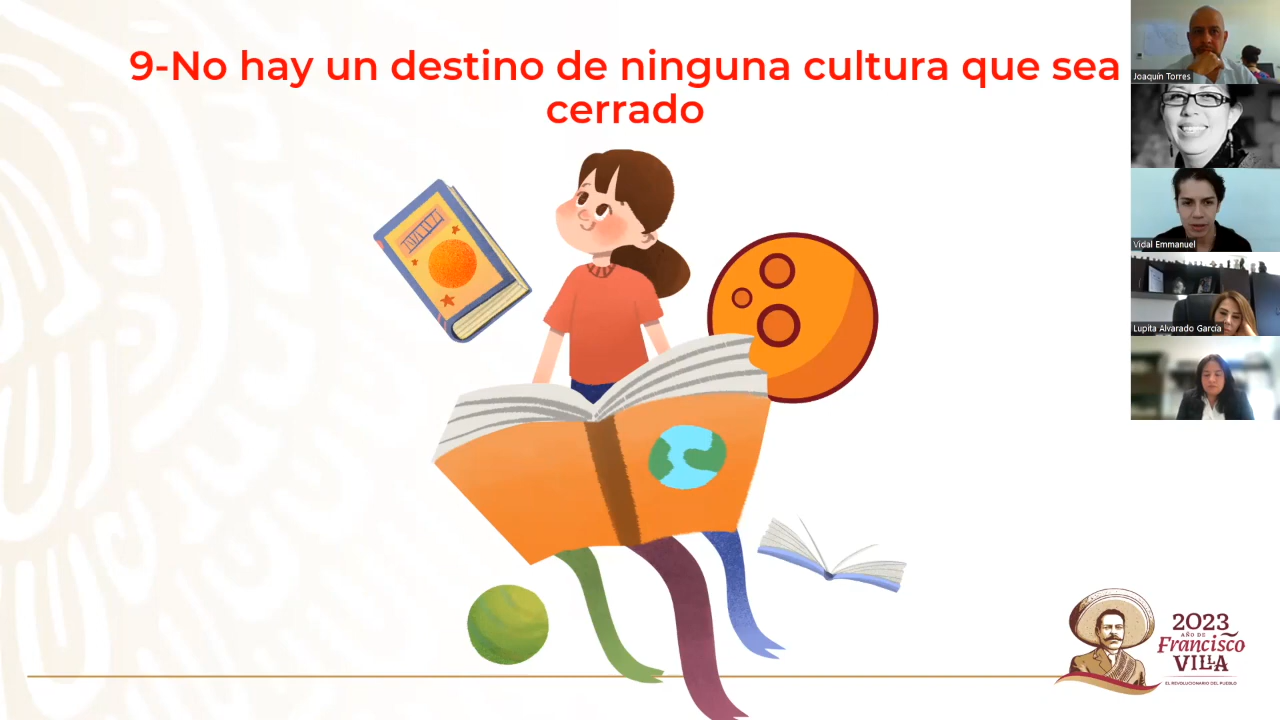 9-No hay un destino de ninguna cultura que sea
cerrado
Joaquín Torres
Vidal Emmanuel
Lupita Alvarado García
2023
AÑO DE
Francisco
VILLA
EL REVOLUCIONARIO DEL PUEBLO